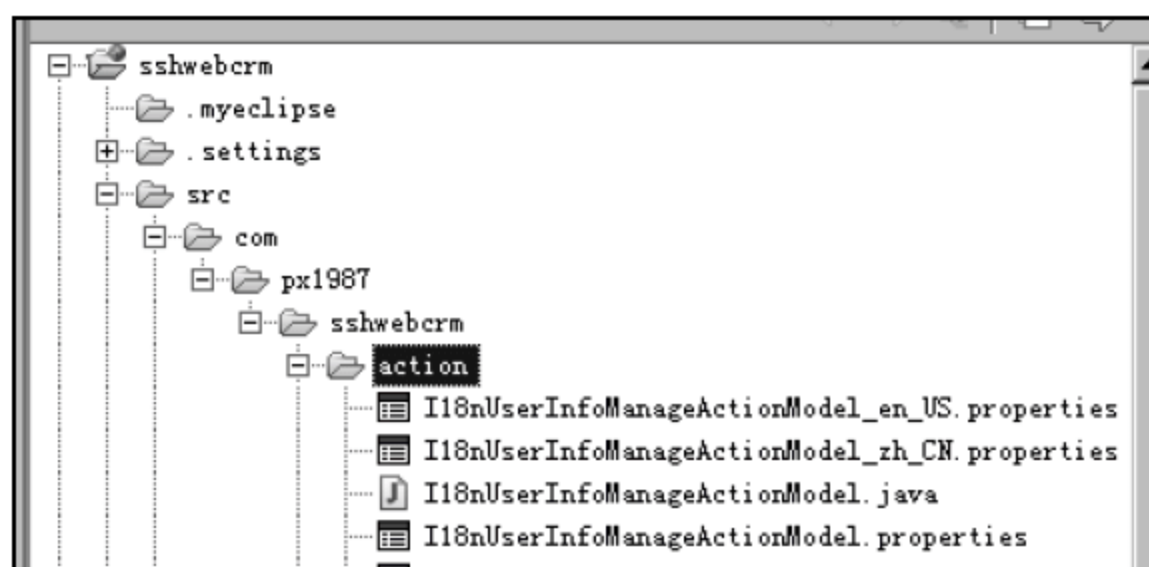 sshwebcrm
.myeclipse
.settings
src
com
px1987
sshwebcrm
action
I18nUserInfoManageActionModel_en_US.properties
I18nUserInfoManageActionModel_zh_CN.properties
I18nUserInfoManageActionModel.java
I18nUserInfoManageActionModel.properties